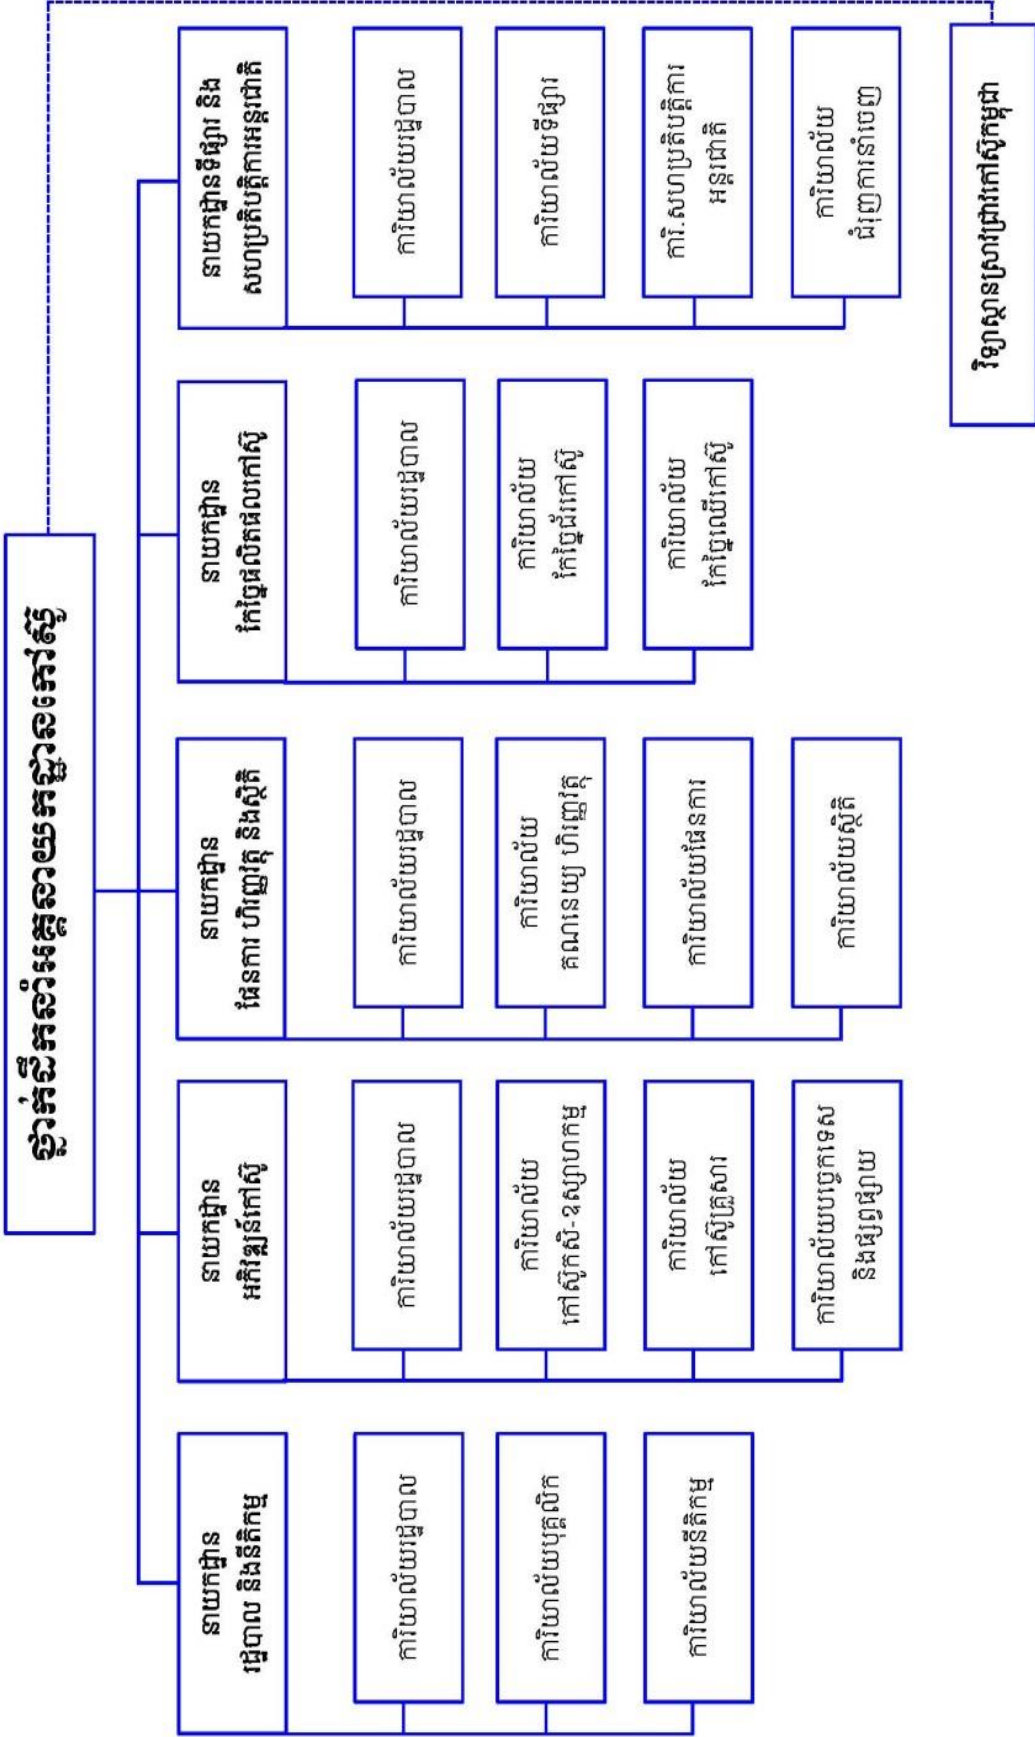 ថ្នាក់ដឹកនាំអគ្គនាយកដ្ឋានកៅស៊ូ
នាយកដ្ឋាន
រដ្ឋបាល និងនីតិកម្ម
ការិយាល័យរដ្ឋបាល
ការិយាល័យបុគ្គលិក
ការិយាល័យនីតិកម្ម
នាយកដ្ឋាន
អភិវឌ្ឍន៍កៅស៊ូ
ការិយាល័យរដ្ឋបាល
ការិយាល័យ
កៅស៊ូកសិ-ឧស្សាហកម្ម
ការិយាល័យ
កៅស៊ូគ្រួសារ
ការិយាល័យបច្ចេកទេស
និងផ្សព្វផ្សាយ
នាយកដ្ឋាន
ផែនការ ហិរញ្ញវត្ថុ និងស្ថិតិ
ការិយាល័យរដ្ឋបាល
ការិយាល័យ
គណនេយ្យ ហិរញ្ញវត្ថុ
ការិយាល័យផែនការ
ការិយាល័យស្ថិតិ
នាយកដ្ឋាន
កែច្នៃផលិតផលកៅស៊ូ
ការិយាល័យរដ្ឋបាល
ការិយាល័យ
កែច្នៃជ័រកៅស៊ូ
ការិយាល័យ
កែច្នៃឈើកៅស៊ូ
នាយកដ្ឋានទីផ្សារ និង
សហប្រតិបត្តិការអន្តរជាតិ
ការិយាល័យរដ្ឋបាល
ការិយាល័យទីផ្សារ
ការិ.សហប្រតិបត្តិការ
អន្តរជាតិ
ការិយាល័យ
ជំរុញការនាំចេញ
វិទ្យាស្ថានស្រាវជ្រាវកៅស៊ូកម្ពុជា